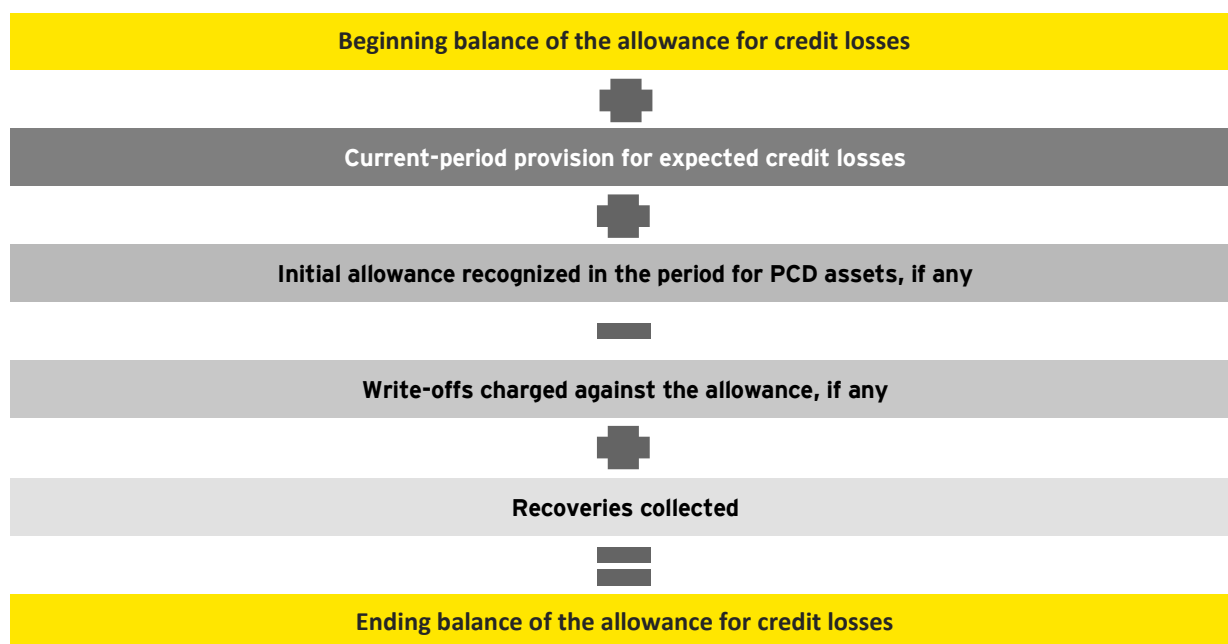 Beginning balance of the allowance for credit losses
Current-period provision for expected credit losses
Initial allowance recognized in the period for PCD assets, if any
Write-offs charged against the allowance, if any
Recoveries collected
Ending balance of the allowance for credit losses